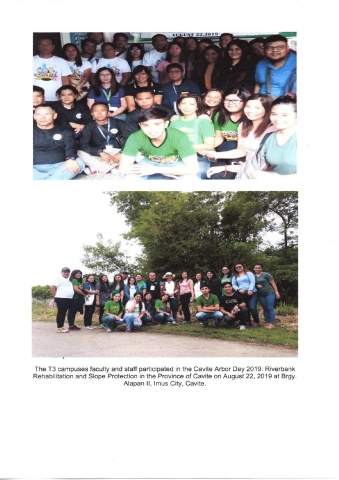 AUGUST 22, 2019
The T3 campuses faculty and staff participated in the Cavite Arbor Day 2019: Riverbank
Rehabilitation and Slope Protection in the Province of Cavite on August 22, 2019 at Brgy.
Alapan II, Imus City, Cavite.